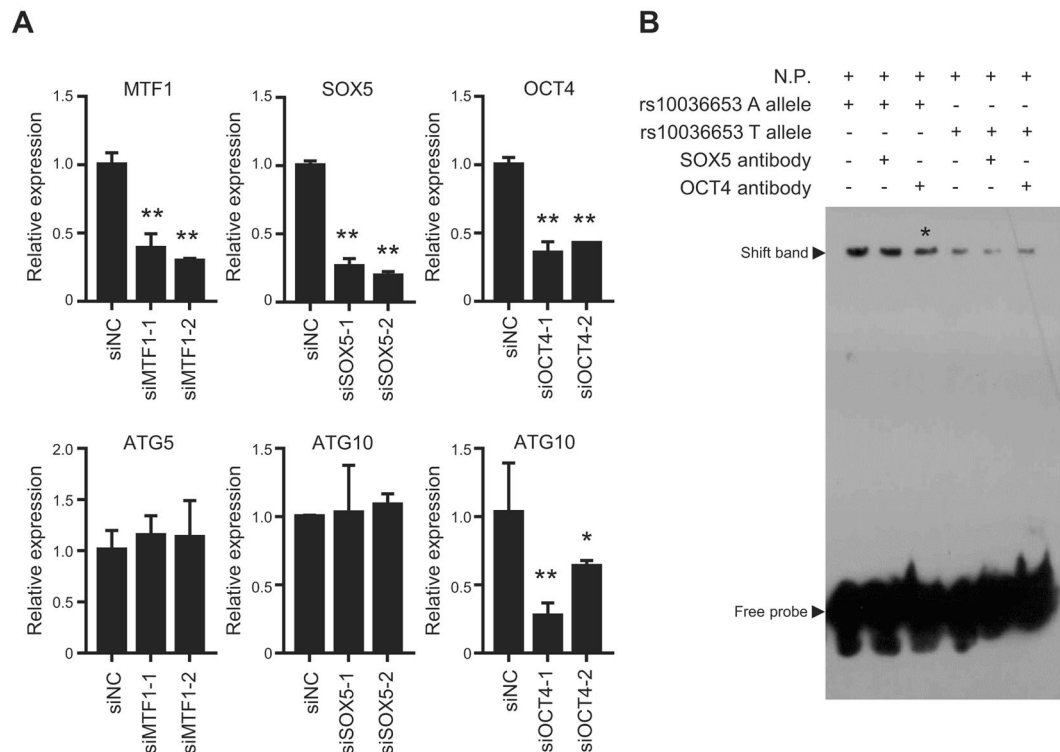 A
MTF1
Relative expression
1.5
1.0
0.5
0
**
**
siNC
siMTF1-1
siMTF1-2
SOX5
Relative expression
1.5
1.0
0.5
0
**
**
siNC
siSOX5-1
siSOX5-2
OCT4
Relative expression
1.5
1.0
0.5
0
**
**
siNC
siOCT4-1
siOCT4-2
ATG5
Relative expression
2.0
1.5
1.0
0.5
0
siNC
siMTF1-1
siMTF1-2
ATG10
Relative expression
1.5
1.0
0.5
0
siNC
siSOX5-1
siSOX5-2
ATG10
Relative expression
1.5
1.0
0.5
0
**
*
siNC
siOCT4-1
siOCT4-2
B
N.P. + + + + + +
rs10036653 A allele + + + - - -
rs10036653 T allele - - - + + +
SOX5 antibody - + - - + -
OCT4 antibody - - + - - +
*
Shift band
Free probe